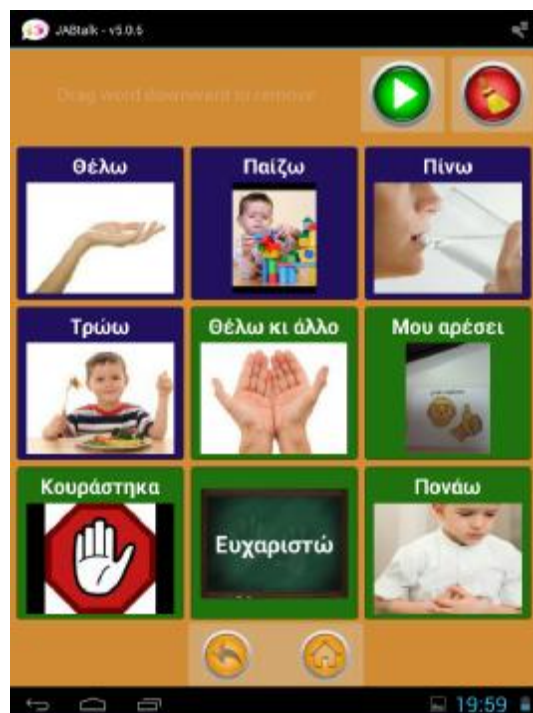 JABtalk - v5.0.6
Drag word downward to remove
Θέλω
Παίζω
Πίνω
Τρώω
Θέλω κι άλλο
Μου αρέσει
Κουράστηκα
Ευχαριστώ
Πονάω
19:59